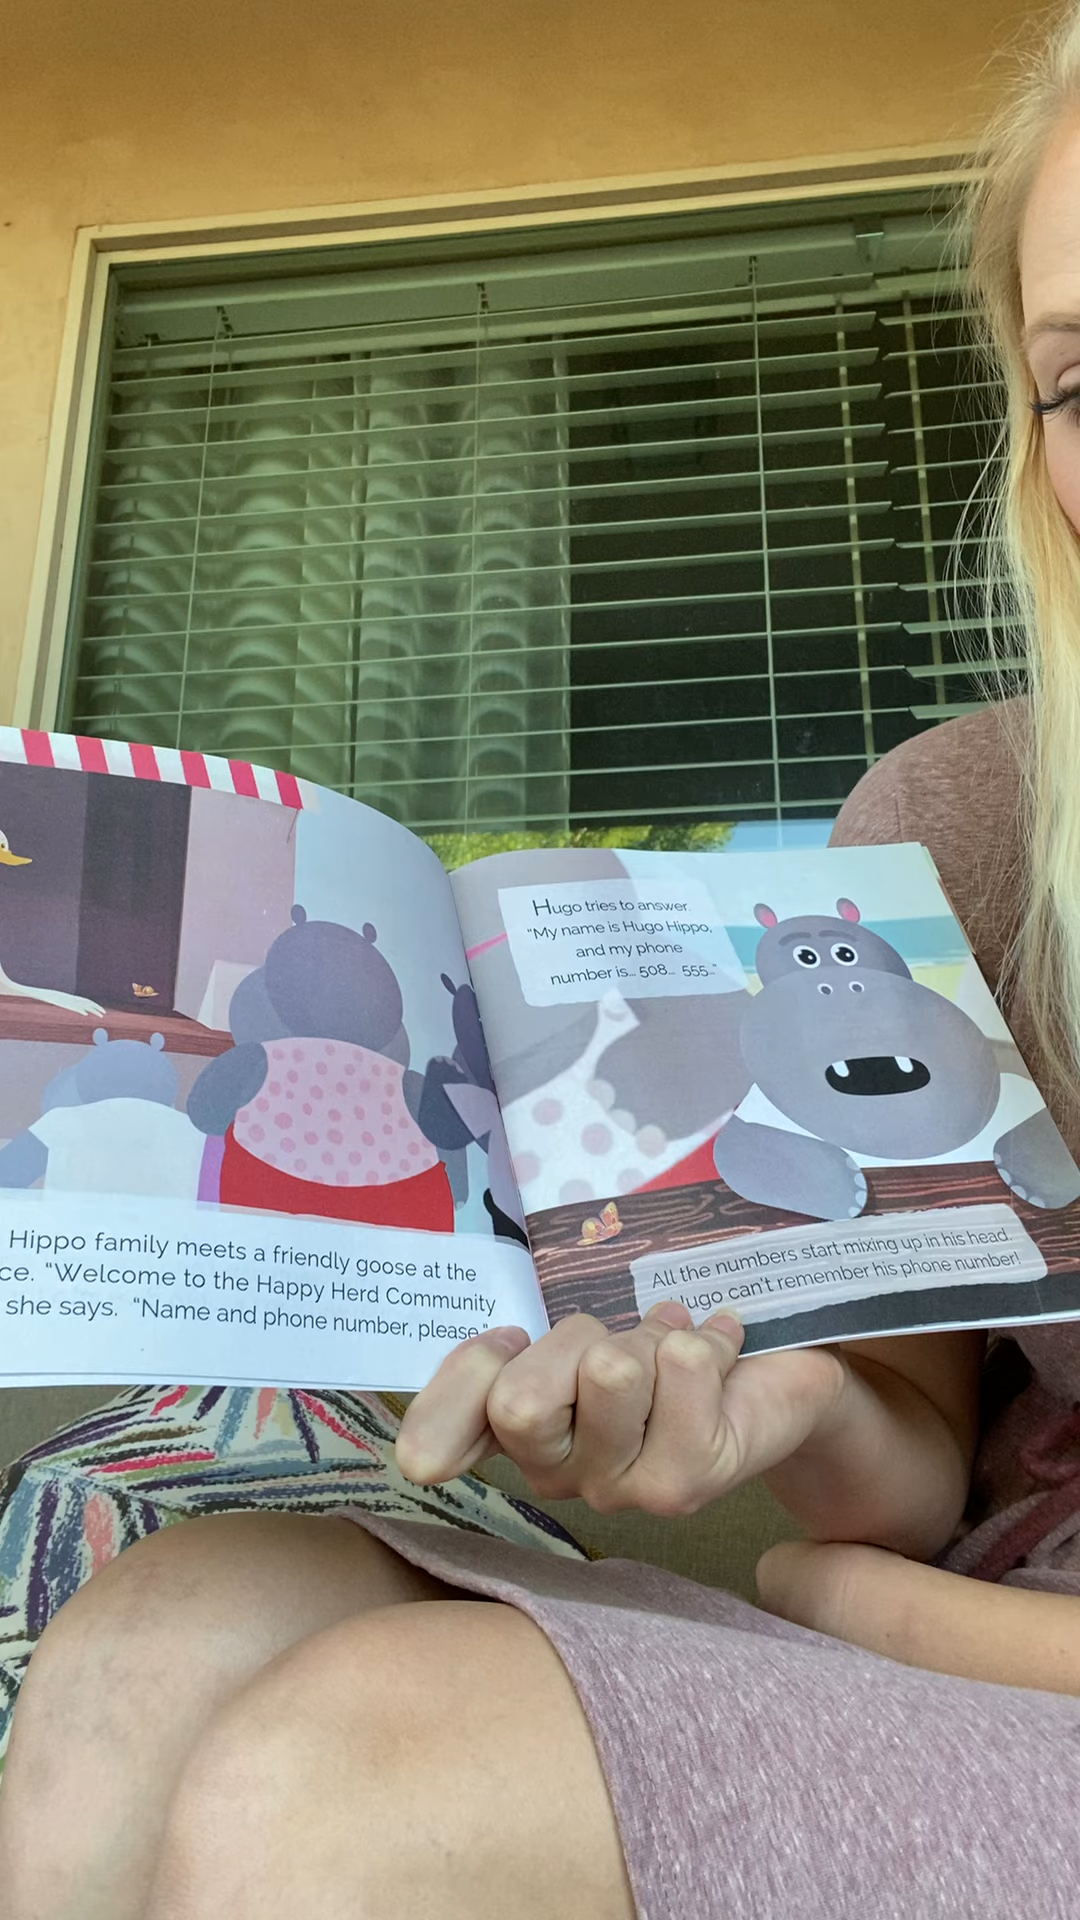 Hippo family meets a friendly goose at the
ce. “Welcome to the Happy Herd Community
she says. “Name and phone number, please.”
Hugo tries to answer.
“My name is Hugo Hippo,
and my phone
number is... 508... 555...”
All the numbers start mixing up in his head.
Hugo can't remember his phone number!